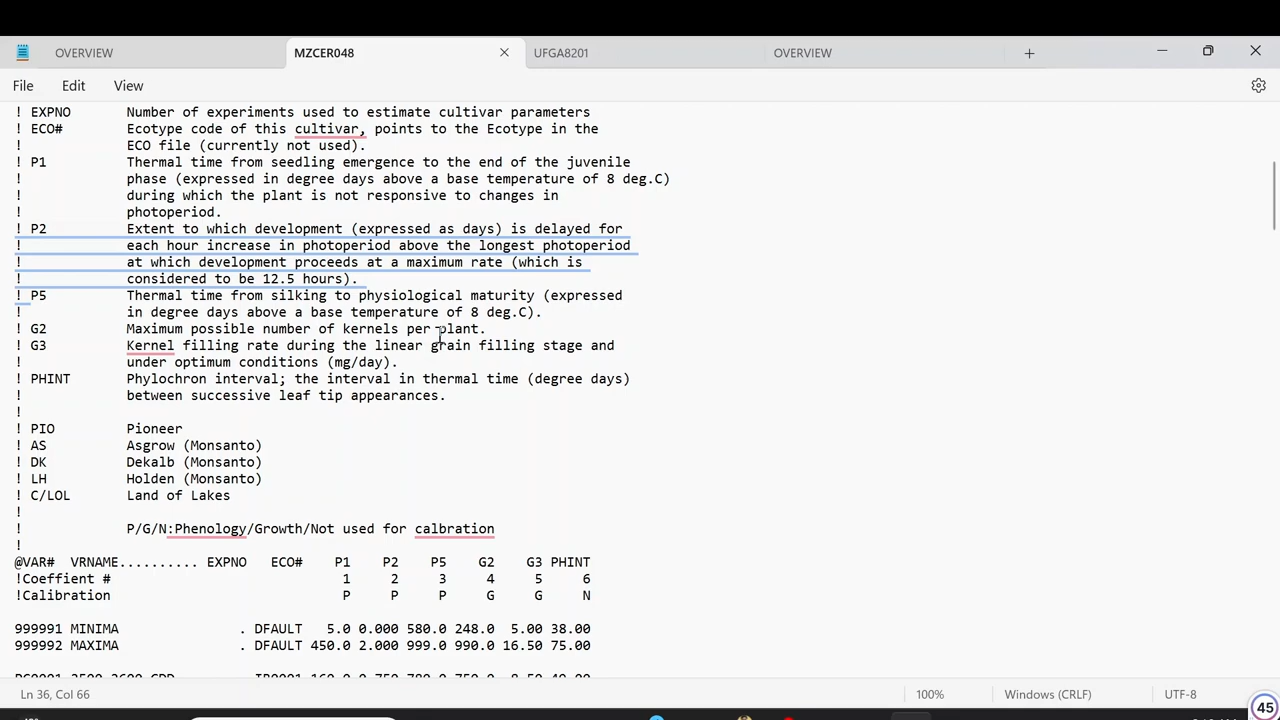 OVERVIEW
MZCER048
UFGA8201
OVERVIEW
File Edit View
! EXPNO Number of experiments used to estimate cultivar parameters
! ECO# Ecotype code of this cultivar, points to the Ecotype in the
! ECO file (currently not used).
! P1 Thermal time from seedling emergence to the end of the juvenile
! phase (expressed in degree days above a base temperature of 8 deg.C)
! during which the plant is not responsive to changes in
! photoperiod.
! P2 Extent to which development (expressed as days) is delayed for
! each hour increase in photoperiod above the longest photoperiod
! at which development proceeds at a maximum rate (which is
! considered to be 12.5 hours).
! P5 Thermal time from silking to physiological maturity (expressed
! in degree days above a base temperature of 8 deg.C).
! G2 Maximum possible number of kernels per plant.
! G3 Kernel filling rate during the linear grain filling stage and
! under optimum conditions (mg/day).
! PHINT Phylochron interval; the interval in thermal time (degree days)
! between successive leaf tip appearances.
!
! PIO Pioneer
! AS Asgrow (Monsanto)
! DK Dekalb (Monsanto)
! LH Holden (Monsanto)
! C/LOL Land of Lakes
!
! P/G/N:Phenology/Growth/Not used for calbration
!
@VAR# VRNAME.......... EXPNO ECO# P1 P2 P5 G2 G3 PHINT
!Coeffient # 1 2 3 4 5 6
!Calibration P P P G G N
999991 MINIMA . DFAULT 5.0 0.000 580.0 248.0 5.00 38.00
999992 MAXIMA . DFAULT 450.0 2.000 999.0 990.0 16.50 75.00
Ln 36, Col 66 100% Windows (CRLF) UTF-8
45